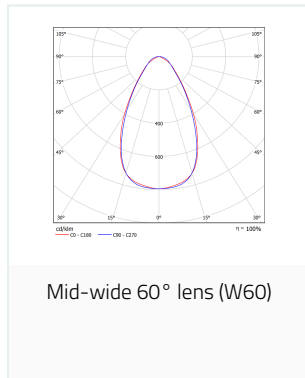 105° 105°
90° 90°
75° 75°
60° 60°
400
45° 45°
600
30° 15° 0° 15° 30°
cd/klm η = 100%
C0 - C180 C90 - C270
Mid-wide 60° lens (W60)